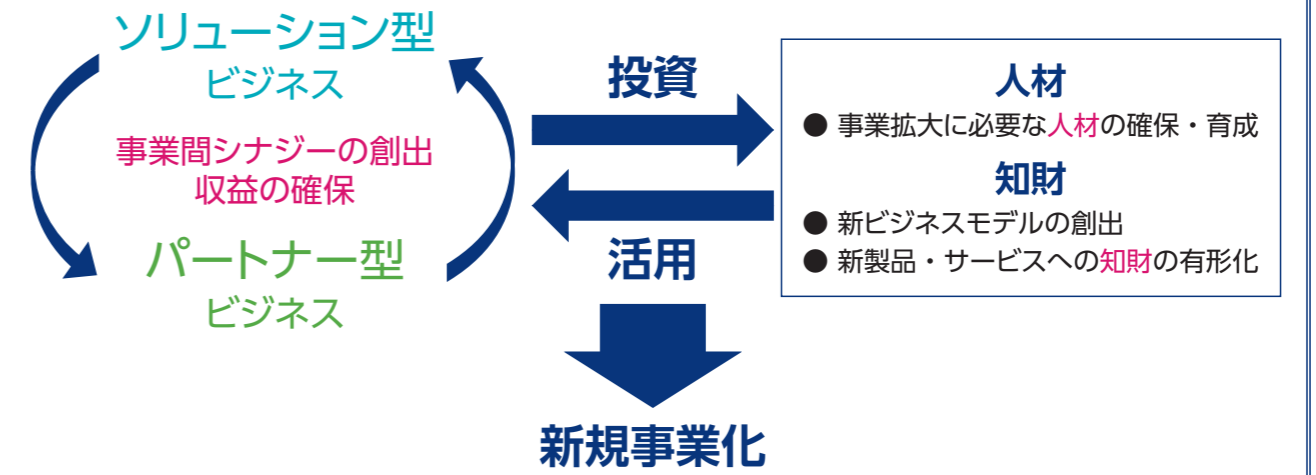 ソリューション型
ビジネス
事業間シナジーの創出
収益の確保
パートナー型
ビジネス
投資
活用
人材
● 事業拡大に必要な人材の確保・育成
知財
● 新ビジネスモデルの創出
● 新製品・サービスへの知財の有形化
新規事業化